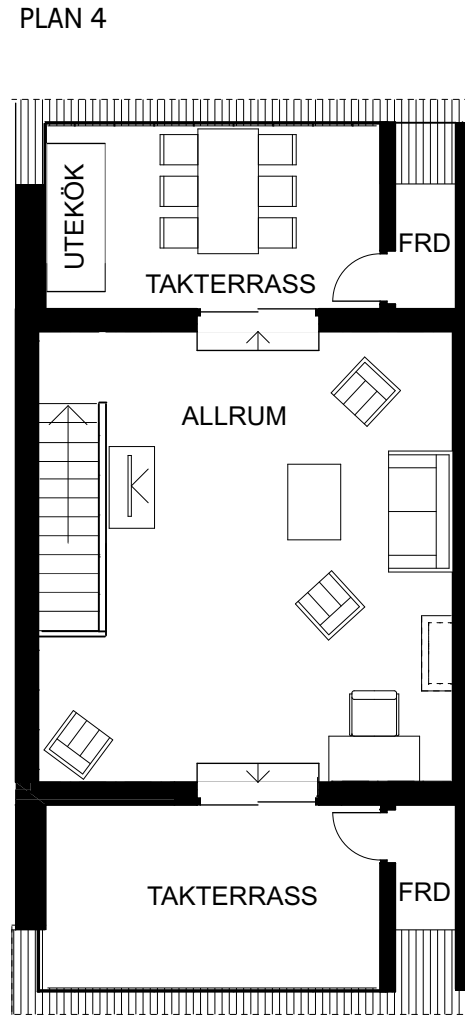 PLAN 4
UTEKÖK
FRD
TAKTERRASS
ALLRUM
TAKTERRASS
FRD